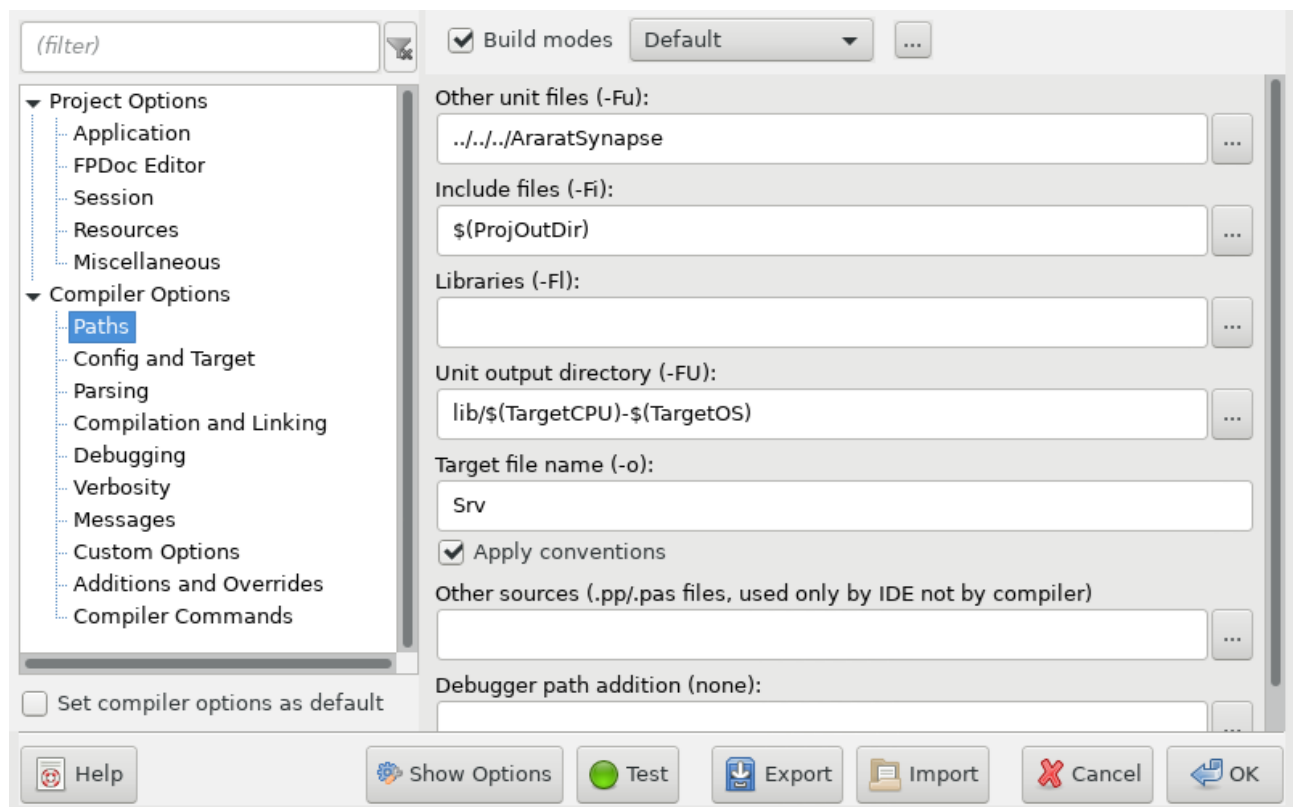 (filter)
Project Options
Application
FPDoc Editor
Session
Resources
Miscellaneous
Compiler Options
Paths
Config and Target
Parsing
Compilation and Linking
Debugging
Verbosity
Messages
Custom Options
Additions and Overrides
Compiler Commands
Set compiler options as default
Build modes Default ...
Other unit files (-Fu):
../../../AraratSynapse ...
Include files (-Fi):
$(ProjOutDir) ...
Libraries (-Fl):
...
Unit output directory (-FU):
lib/$(TargetCPU)-$(TargetOS) ...
Target file name (-o):
Srv
Apply conventions
Other sources (.pp/.pas files, used only by IDE not by compiler)
...
Debugger path addition (none):
...
Help Show Options Test Export Import Cancel OK